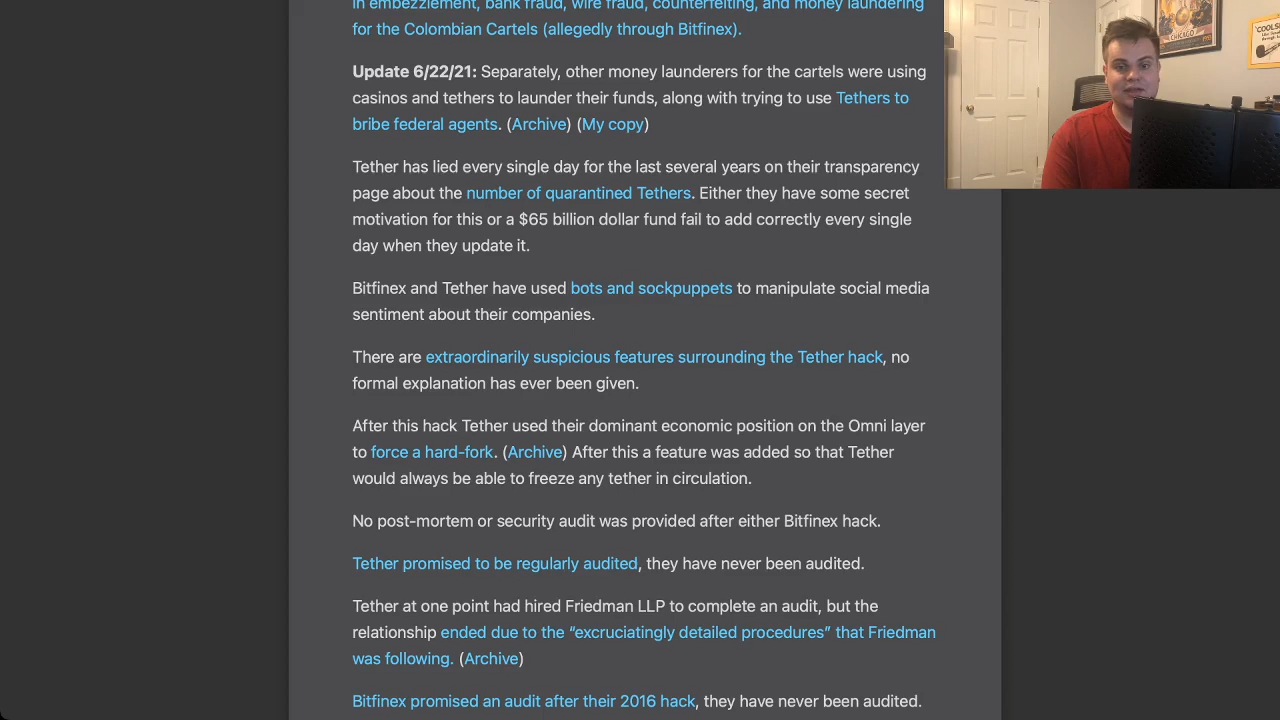 in embezzlement, bank fraud, wire fraud, counterfeiting, and money laundering
for the Colombian Cartels (allegedly through Bitfinex).
Update 6/22/21: Separately, other money launderers for the cartels were using
casinos and tethers to launder their funds, along with trying to use Tethers to
bribe federal agents. (Archive) (My copy)
Tether has lied every single day for the last several years on their transparency
page about the number of quarantined Tethers. Either they have some secret
motivation for this or a $65 billion dollar fund fail to add correctly every single
day when they update it.
Bitfinex and Tether have used bots and sockpuppets to manipulate social media
sentiment about their companies.
There are extraordinarily suspicious features surrounding the Tether hack, no
formal explanation has ever been given.
After this hack Tether used their dominant economic position on the Omni layer
to force a hard-fork. (Archive) After this a feature was added so that Tether
would always be able to freeze any tether in circulation.
No post-mortem or security audit was provided after either Bitfinex hack.
Tether promised to be regularly audited, they have never been audited.
Tether at one point had hired Friedman LLP to complete an audit, but the
relationship ended due to the “excruciatingly detailed procedures” that Friedman
was following. (Archive)
Bitfinex promised an audit after their 2016 hack, they have never been audited.
CHICAGO